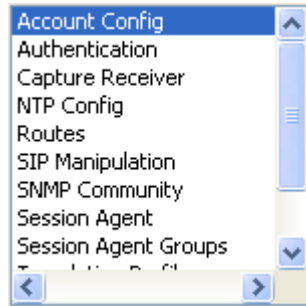 Account Config
Authentication
Capture Receiver
NTP Config
Routes
SIP Manipulation
SNMP Community
Session Agent
Session Agent Groups